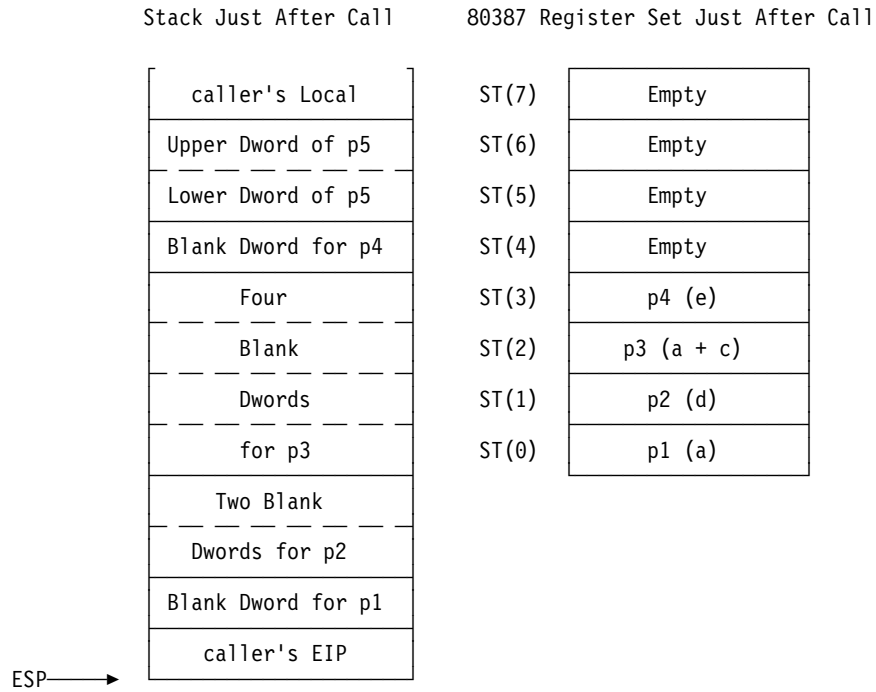 Stack Just After Call 80387 Register Set Just After Call
caller's Local ST(7) Empty
Upper Dword of p5 ST(6) Empty
Lower Dword of p5 ST(5) Empty
Blank Dword for p4 ST(4) Empty
Four ST(3) p4 (e)
Blank ST(2) p3 (a + c)
Dwords ST(1) p2 (d)
for p3 ST(0) p1 (a)
Two Blank
Dwords for p2
Blank Dword for p1
caller's EIP
ESP